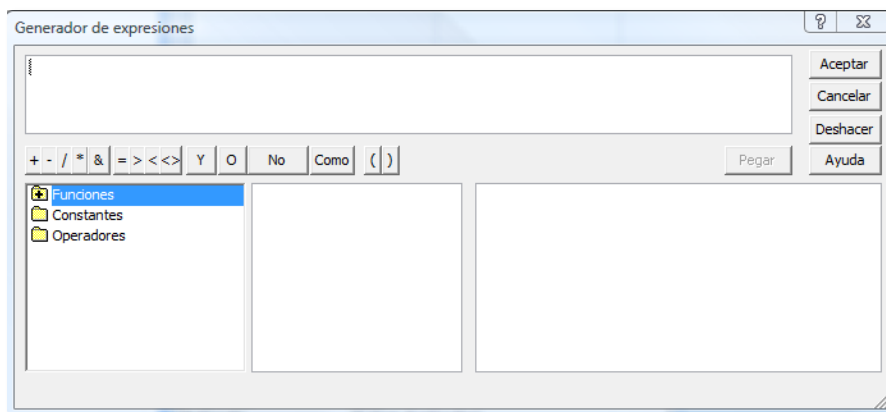 Generador de expresiones
Aceptar
Cancelar
Deshacer
+ - / * & = > < <> Y O No Como ( ) Pegar Ayuda
Funciones
Constantes
Operadores